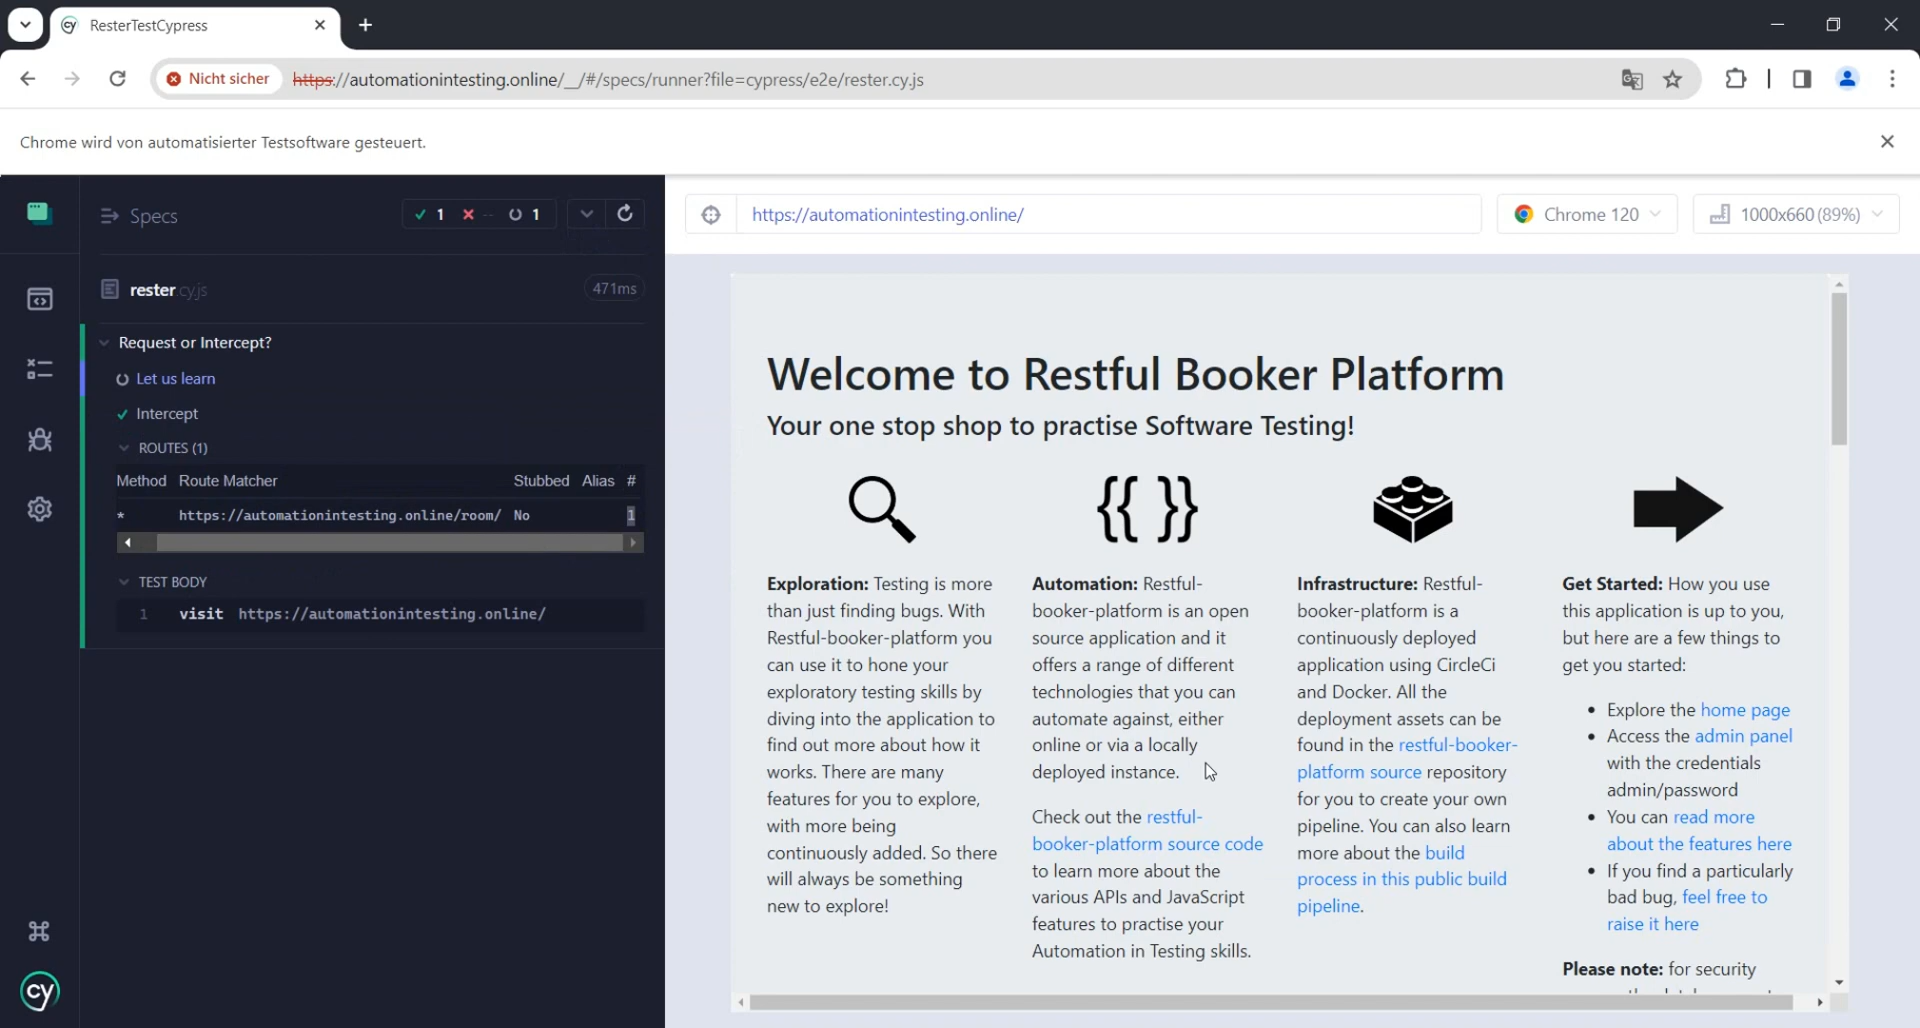 ResterTestCypress
Nicht sicher
https://automationintesting.online/__/#/specs/runner?file=cypress/e2e/rester.cy.js
Chrome wird von automatisierter Testsoftware gesteuert.
Specs
1
--
1
https://automationintesting.online/
Chrome 120
1000x660 (89%)
rester cy.js
471ms
Request or Intercept?
Let us learn
Intercept
ROUTES (1)
Method Route Matcher Stubbed Alias #
* https://automationintesting.online/room/ No 1
TEST BODY
1 visit https://automationintesting.online/
cy
Welcome to Restful Booker Platform
Your one stop shop to practise Software Testing!
{{ }}
Exploration: Testing is more
than just finding bugs. With
Restful-booker-platform you
can use it to hone your
exploratory testing skills by
diving into the application to
find out more about how it
works. There are many
features for you to explore,
with more being
continuously added. So there
will always be something
new to explore!
Automation: Restful-
booker-platform is an open
source application and it
offers a range of different
technologies that you can
automate against, either
online or via a locally
deployed instance.
Check out the restful-
booker-platform source code
to learn more about the
various APIs and JavaScript
features to practise your
Automation in Testing skills.
Infrastructure: Restful-
booker-platform is a
continuously deployed
application using CircleCi
and Docker. All the
deployment assets can be
found in the restful-booker-
platform source repository
for you to create your own
pipeline. You can also learn
more about the build
process in this public build
pipeline.
Get Started: How you use
this application is up to you,
but here are a few things to
get you started:
• Explore the home page
• Access the admin panel
with the credentials
admin/password
• You can read more
about the features here
• If you find a particularly
bad bug, feel free to
raise it here
Please note: for security